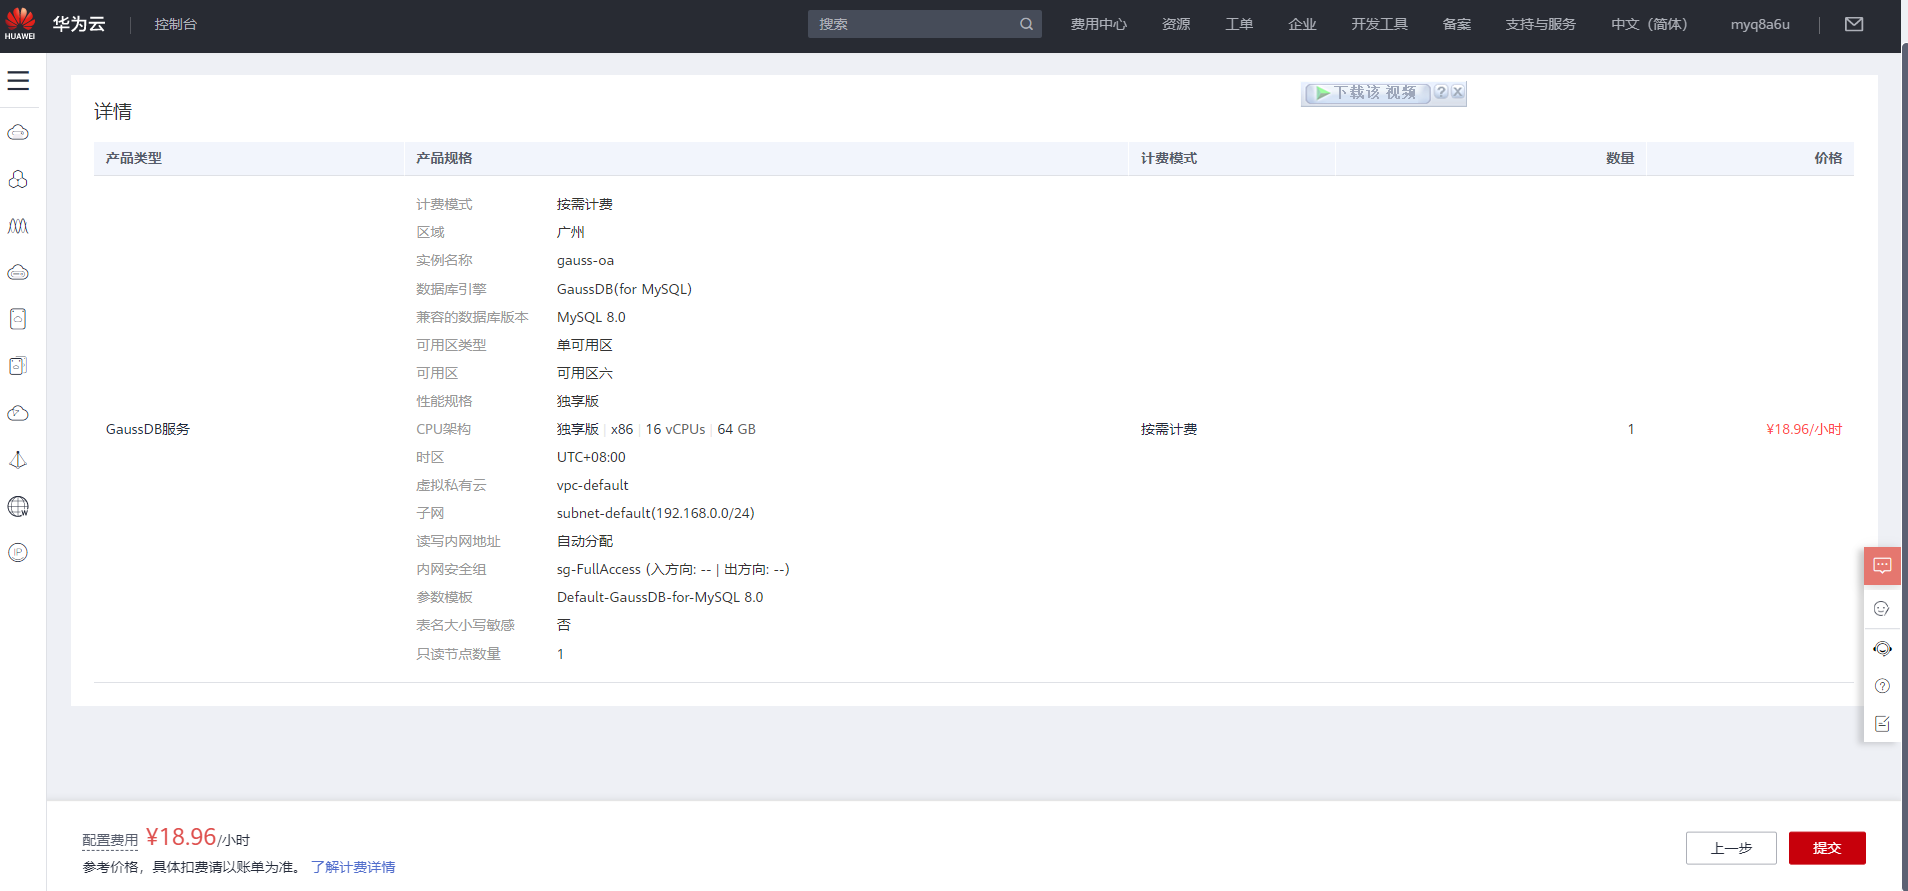 HUAWEI 华为云 控制台 搜索 费用中心 资源 工单 企业 开发工具 备案 支持与服务 中文（简体） myq8a6u
下载该 视频
详情
产品类型 产品规格 计费模式 数量 价格
计费模式 按需计费
区域 广州
实例名称 gauss-oa
数据库引擎 GaussDB(for MySQL)
兼容的数据库版本 MySQL 8.0
可用区类型 单可用区
可用区 可用区六
性能规格 独享版
GaussDB服务 CPU架构 独享版 | x86 | 16 vCPUs | 64 GB 按需计费 1 ¥18.96/小时
时区 UTC+08:00
虚拟私有云 vpc-default
子网 subnet-default(192.168.0.0/24)
读写内网地址 自动分配
内网安全组 sg-FullAccess (入方向: -- | 出方向: --)
参数模板 Default-GaussDB-for-MySQL 8.0
表名大小写敏感 否
只读节点数量 1
IP
配置费用 ¥18.96/小时
参考价格，具体扣费请以账单为准。 了解计费详情
上一步 提交